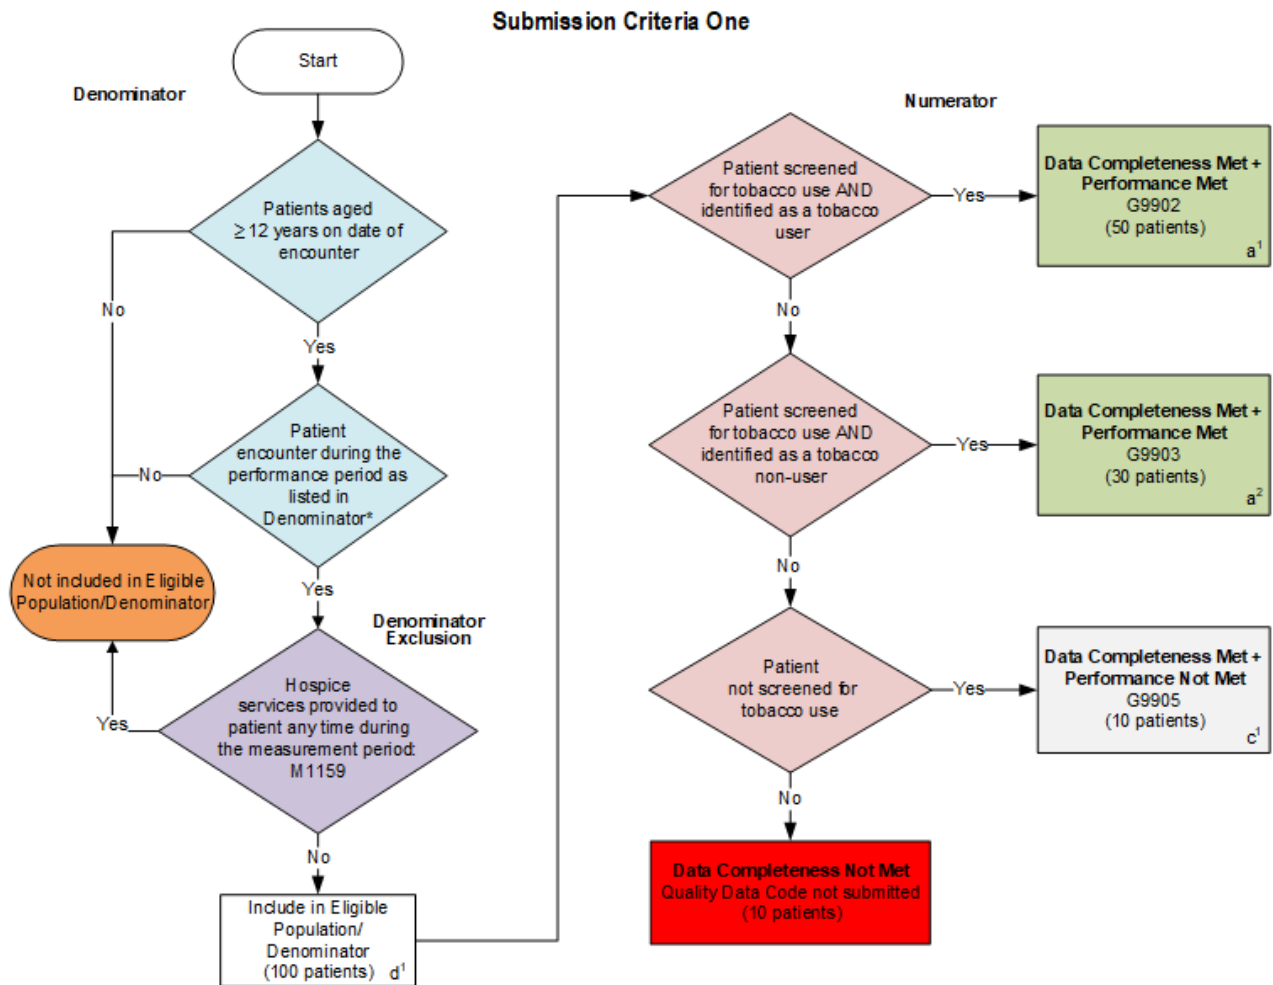 Submission Criteria One
Start
Denominator
Patients aged
≥ 12 years on date of
encounter
No
Yes
Patient
encounter during the
performance period as
listed in
Denominator*
No
Not included in Eligible
Population/Denominator
Yes
Denominator
Exclusion
Hospice
services provided to
patient any time during
the measurement period:
M1159
Yes
No
Include in Eligible
Population/
Denominator
(100 patients) d¹
Numerator
Patient screened
for tobacco use AND
identified as a tobacco
user
Yes
Data Completeness Met +
Performance Met
G9902
(50 patients)
a¹
No
Patient screened
for tobacco use AND
identified as a tobacco
non-user
Yes
Data Completeness Met +
Performance Met
G9903
(30 patients)
a²
No
Patient
not screened for
tobacco use
Yes
Data Completeness Met +
Performance Not Met
G9905
(10 patients)
c¹
No
Data Completeness Not Met
Quality Data Code not submitted
(10 patients)